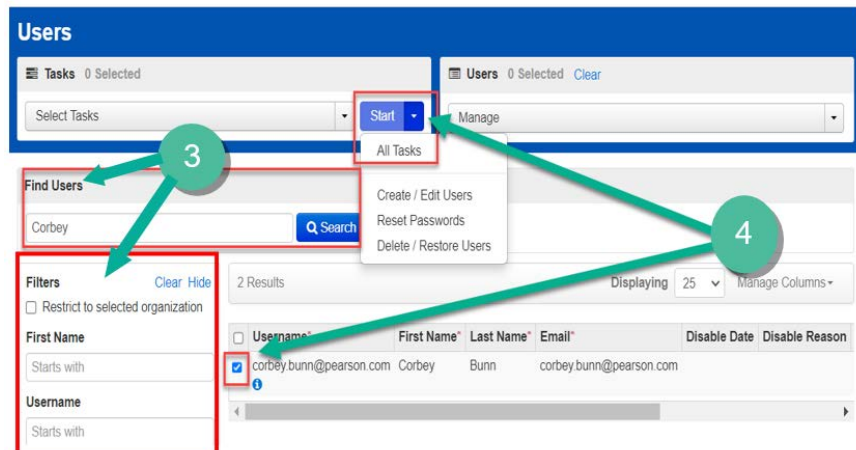 Users
Tasks 0 Selected
Users 0 Selected Clear
Select Tasks
Start
Manage
All Tasks
3
Find Users
Create / Edit Users
Corbey
Search
Reset Passwords
Delete / Restore Users
4
Filters Clear Hide
2 Results
Displaying 25 Manage Columns
Restrict to selected organization
First Name
Username* First Name* Last Name* Email* Disable Date Disable Reason
Starts with
corbey.bunn@pearson.com Corbey Bunn corbey.bunn@pearson.com
Username
Starts with